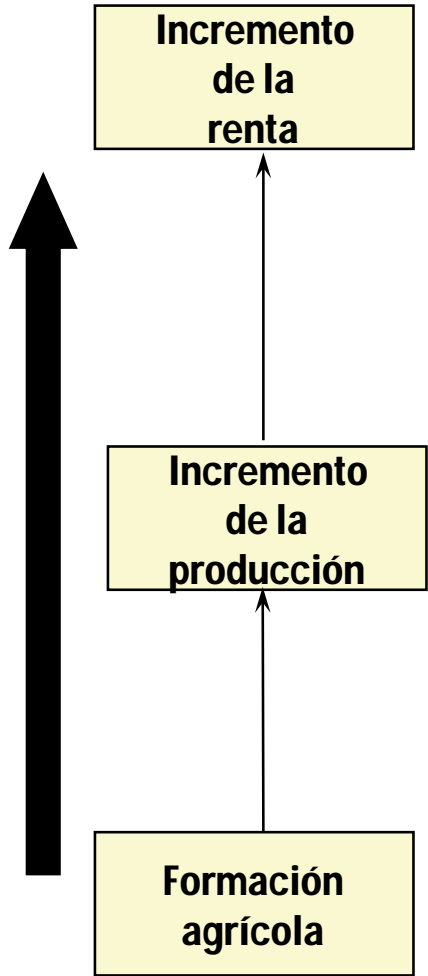 Incremento
de la
renta
Incremento
de la
producción
Formación
agrícola